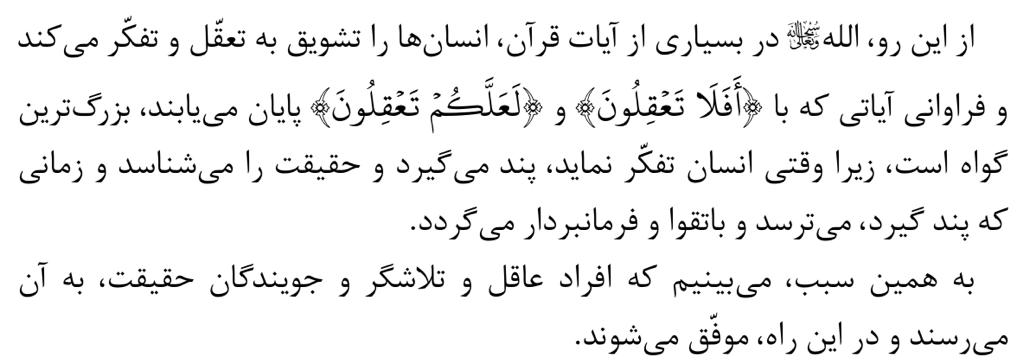 از این رو، الله ﷻ در بسیاری از آیات قرآن، انسان‌ها را تشویق به تعقّل و تفکّر می‌کند
و فراوانی آیاتی که با ﴿أَفَلَا تَعۡقِلُونَ﴾ و ﴿لَعَلَّكُمۡ تَعۡقِلُونَ﴾ پایان می‌یابند، بزرگ‌ترین
گواه است، زیرا وقتی انسان تفکّر نماید، پند می‌گیرد و حقیقت را می‌شناسد و زمانی
که پند گیرد، می‌ترسد و باتقوا و فرمانبردار می‌گردد.
به همین سبب، می‌بینیم که افراد عاقل و تلاشگر و جویندگان حقیقت، به آن
می‌رسند و در این راه، موفّق می‌شوند.